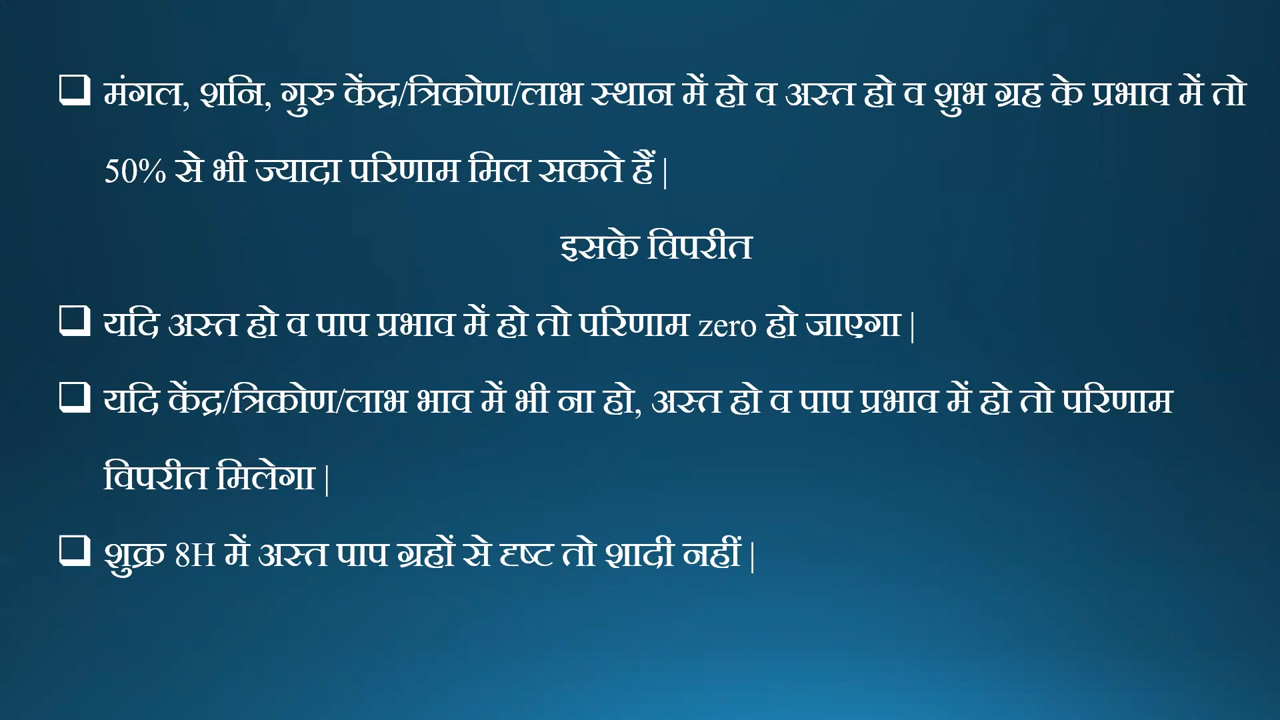 मंगल, शनि, गुरु केंद्र/त्रिकोण/लाभ स्थान में हो व अस्त हो व शुभ ग्रह के प्रभाव में तो
50% से भी ज्यादा परिणाम मिल सकते हैं |
इसके विपरीत
यदि अस्त हो व पाप प्रभाव में हो तो परिणाम zero हो जाएगा |
यदि केंद्र/त्रिकोण/लाभ भाव में भी ना हो, अस्त हो व पाप प्रभाव में हो तो परिणाम
विपरीत मिलेगा |
शुक्र 8H में अस्त पाप ग्रहों से दृष्ट तो शादी नहीं |